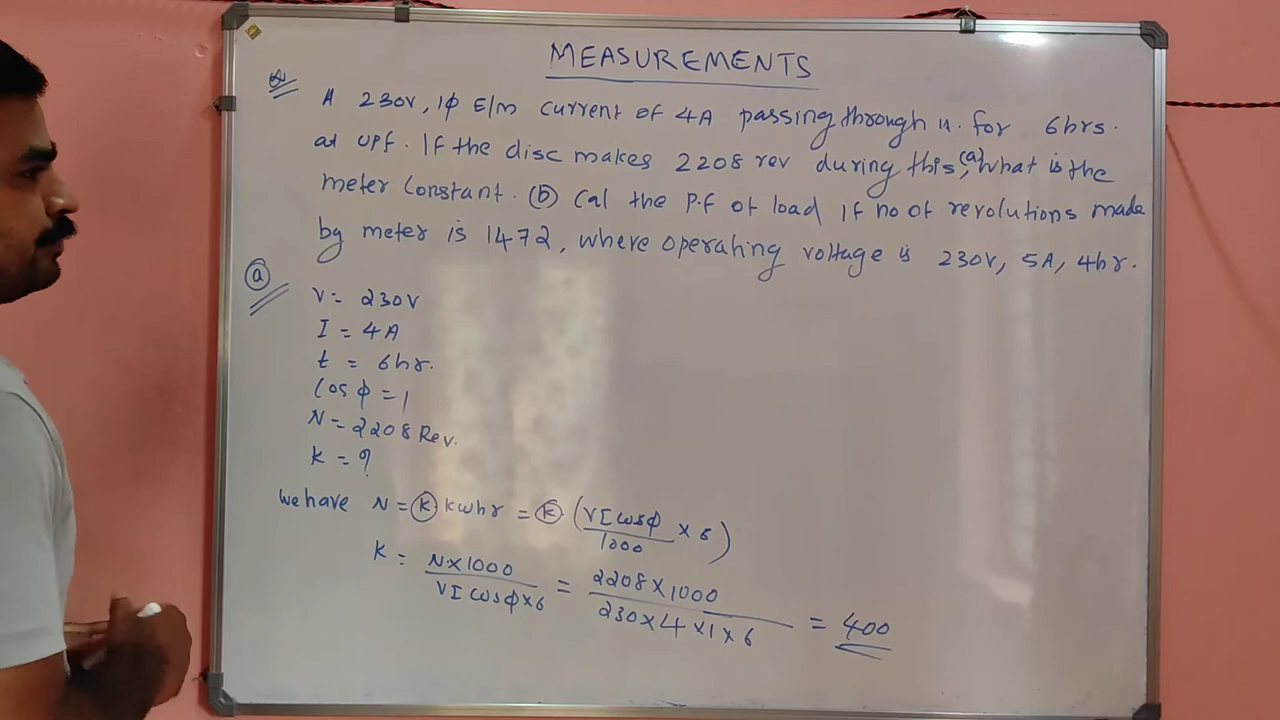 MEASUREMENTS
Q A 230V, 1φ E/m current of 4A passing through it. for 6hrs.
at upf. If the disc makes 2208 rev during this, (a) What is the
meter constant. (b) Cal the P.f of load if no of revolutions made
by meter is 1472, where operating voltage is 230V, 5A, 4hr.
(a)
V = 230V
I = 4A
t = 6hr.
Cos φ = 1
N = 2208 Rev.
K = ?
We have N = K kwhr = K (VI cosφ / 1000 × 6)
K = N×1000 / VI cosφ×6 = 2208×1000 / 230×4×1×6 = 400